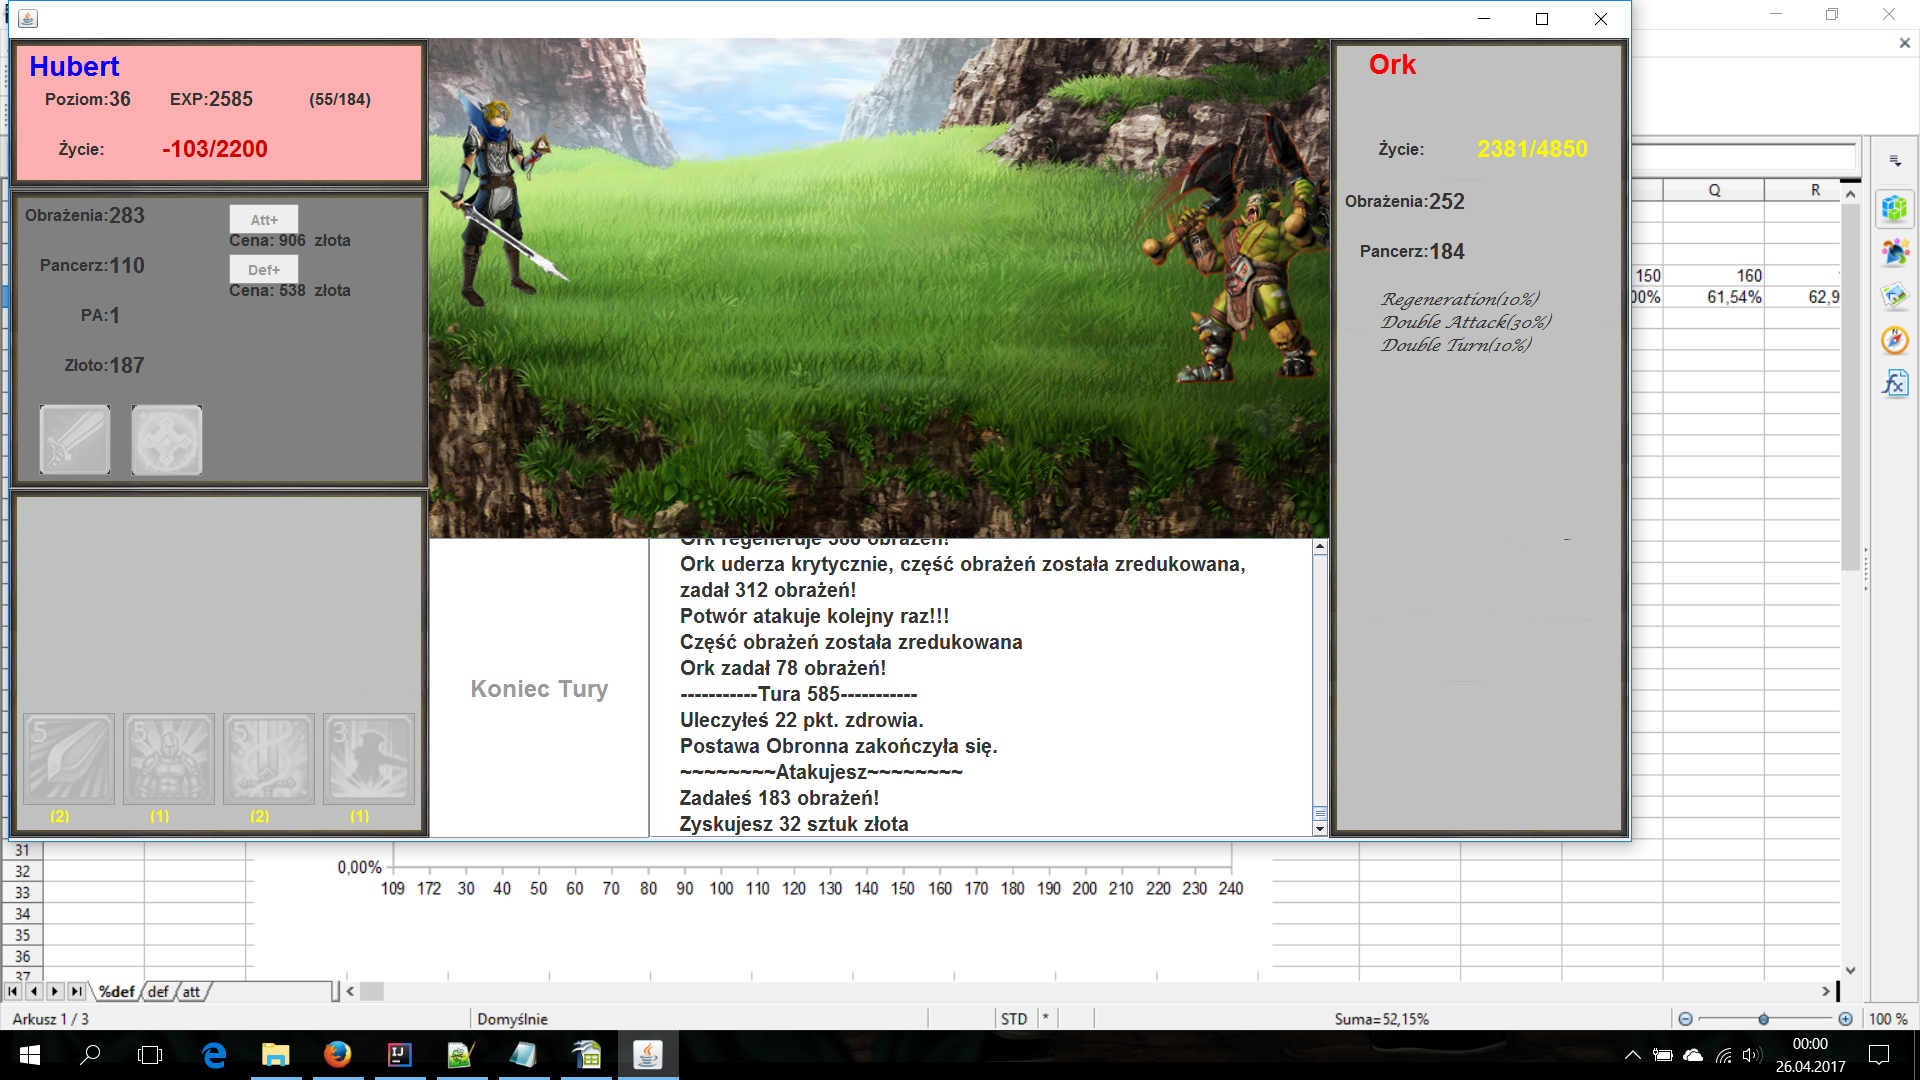 Hubert
Poziom:36 EXP:2585 (55/184)
Życie: -103/2200
Obrażenia:283
Att+
Cena: 906 złota
Pancerz:110
Def+
Cena: 538 złota
PA:1
Złoto:187
5 5 5 3
(2) (1) (2) (1)
Ork regeneruje 388 obrażeń!
Ork uderza krytycznie, część obrażeń została zredukowana,
zadał 312 obrażeń!
Potwór atakuje kolejny raz!!!
Część obrażeń została zredukowana
Ork zadał 78 obrażeń!
-----------Tura 585-----------
Uleczyłeś 22 pkt. zdrowia.
Postawa Obronna zakończyła się.
~~~~~~~~Atakujesz~~~~~~~~
Zadałeś 183 obrażeń!
Zyskujesz 32 sztuk złota
Koniec Tury
Ork
Życie: 2381/4850
Obrażenia:252
Pancerz:184
Regeneration(10%)
Double Attack(30%)
Double Turn(10%)
Q R
150 160
00% 61,54% 62,9
31
32
33
34
35
36
37
0,00%
109 172 30 40 50 60 70 80 90 100 110 120 130 140 150 160 170 180 190 200 210 220 230 240
%def def att
Arkusz 1 / 3 Domyślnie STD * Suma=52,15% 100 %
00:00
26.04.2017